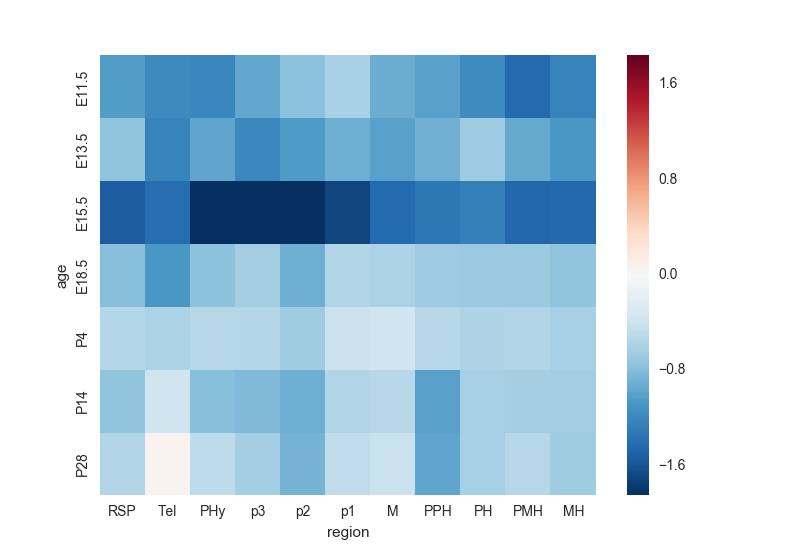 E11.5
E13.5
E15.5
E18.5
P4
P14
P28
age
RSP Tel PHy p3 p2 p1 M PPH PH PMH MH
region
1.6
0.8
0.0
−0.8
−1.6